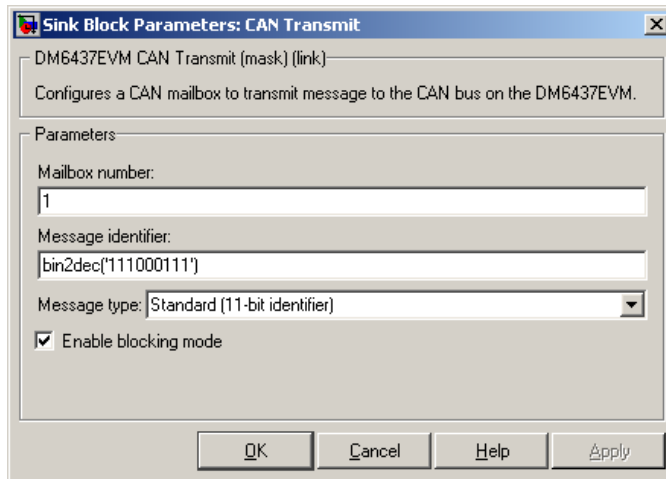 Sink Block Parameters: CAN Transmit
DM6437EVM CAN Transmit (mask) (link)
Configures a CAN mailbox to transmit message to the CAN bus on the DM6437EVM.
Parameters
Mailbox number:
1
Message identifier:
bin2dec('111000111')
Message type: Standard (11-bit identifier)
Enable blocking mode
OK Cancel Help Apply